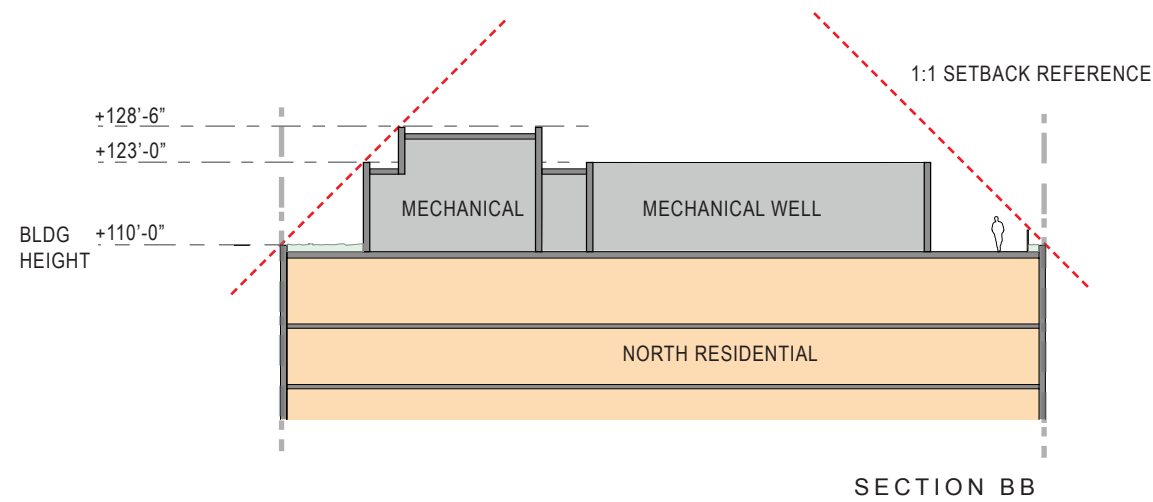 1:1 SETBACK REFERENCE
+128'-6”
+123'-0”
MECHANICAL
MECHANICAL WELL
BLDG
HEIGHT
+110'-0”
NORTH RESIDENTIAL
SECTION BB